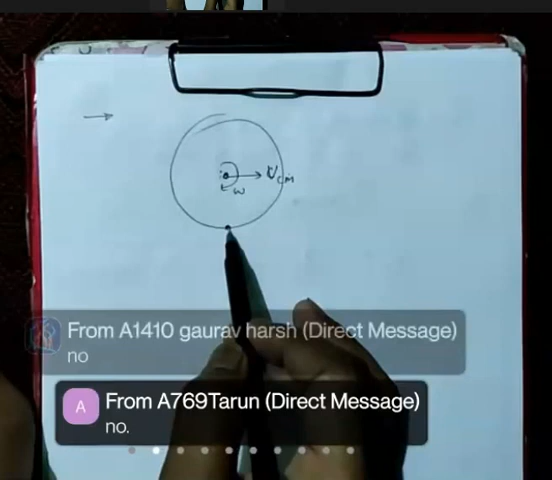 V_cm
ω
From A1410 gaurav harsh (Direct Message)
no
From A769Tarun (Direct Message)
no.
A